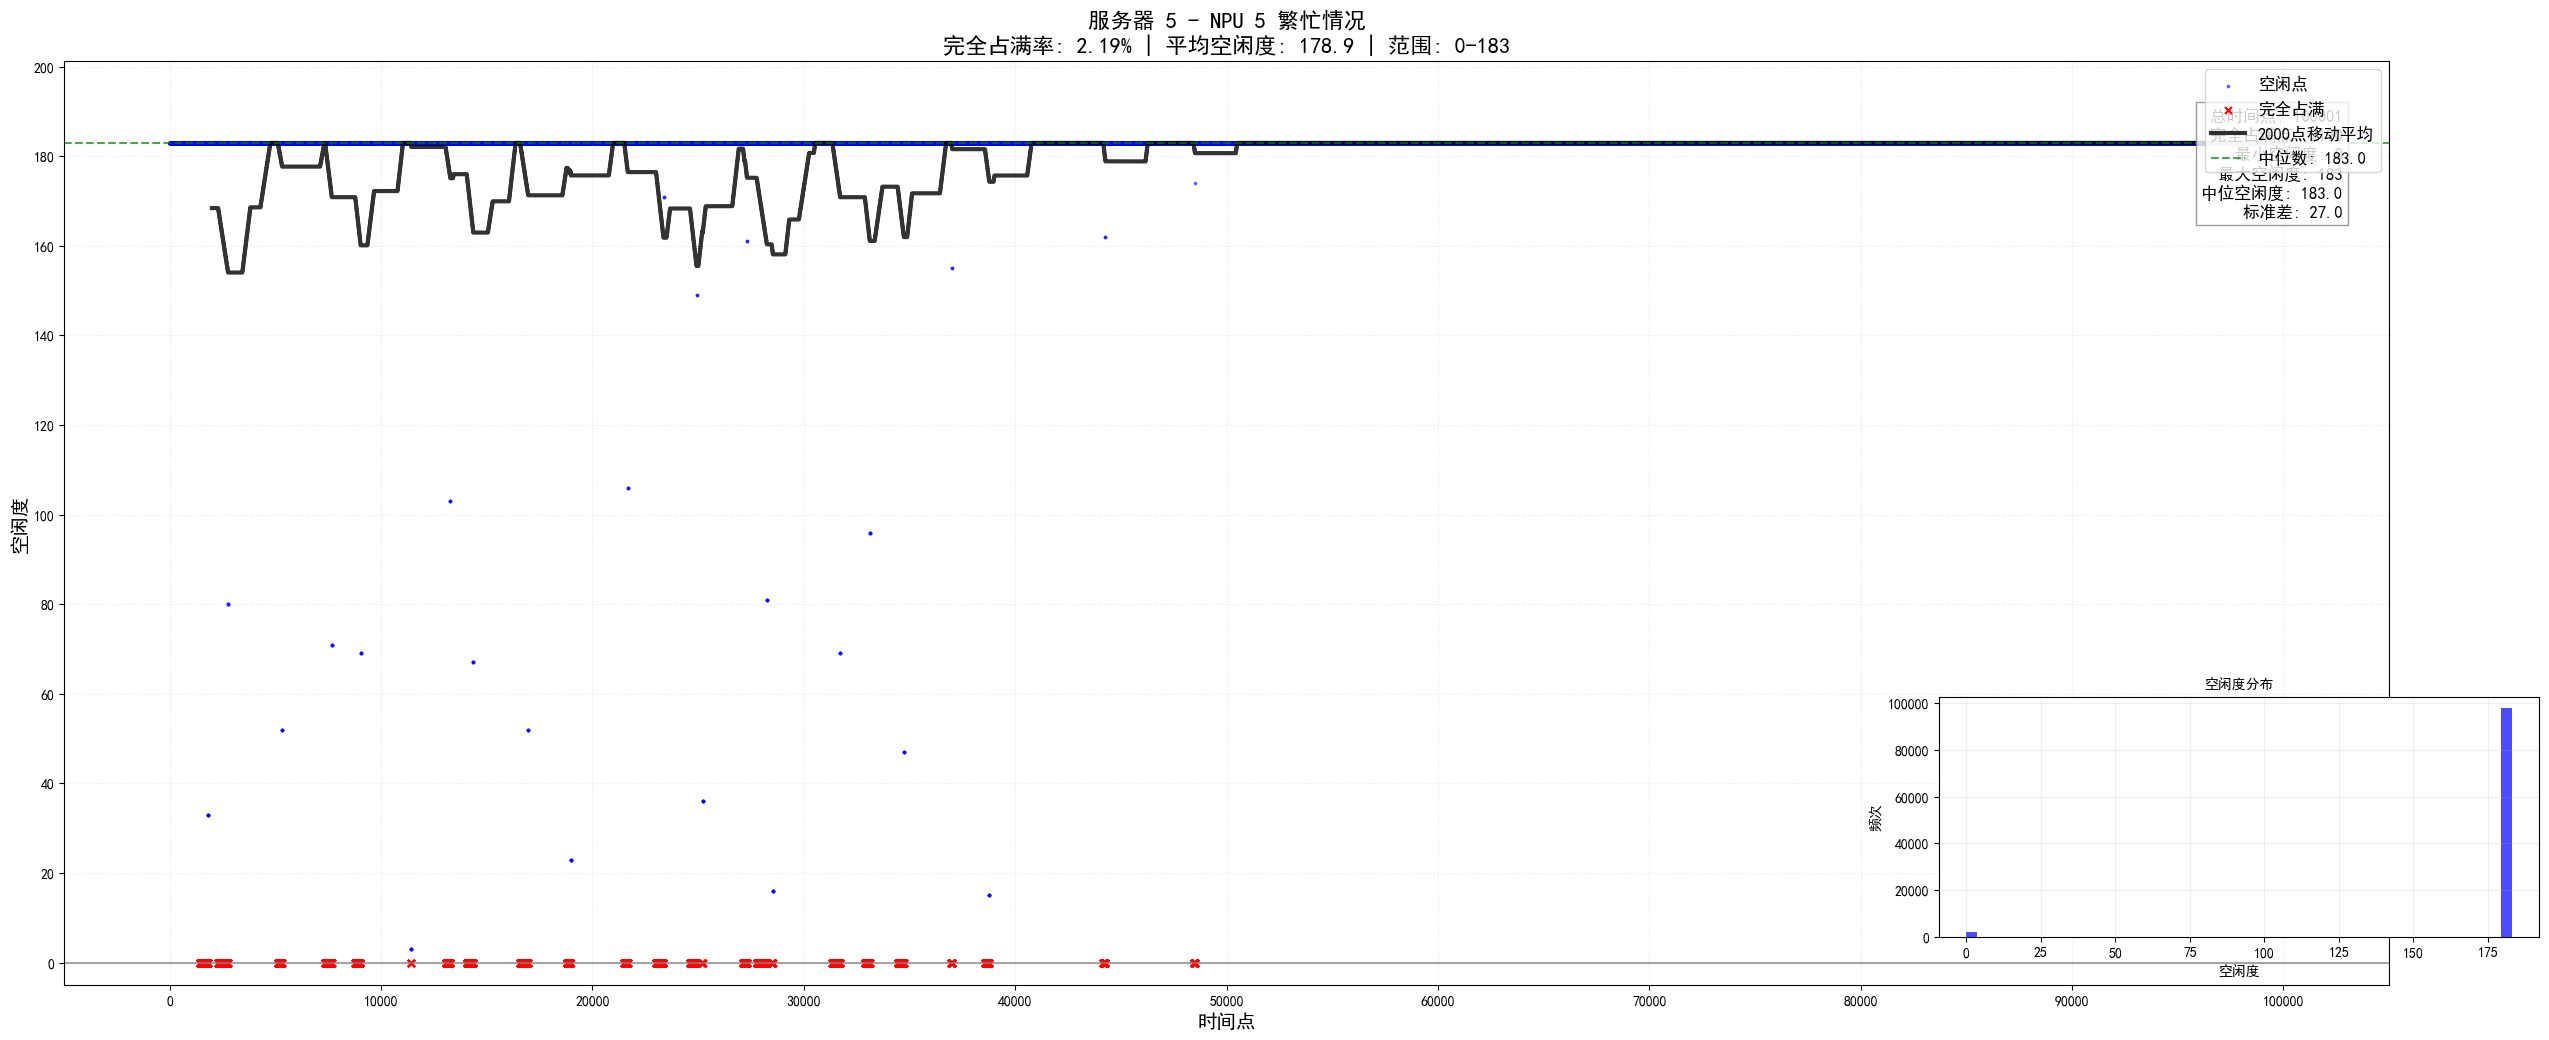 服务器 5 - NPU 5 繁忙情况
完全占满率: 2.19% | 平均空闲度: 178.9 | 范围: 0-183
空闲度
200
180
160
140
120
100
80
60
40
20
0
空闲点
完全占满
2000点移动平均
中位数: 183.0
总时间点: 100001
最大空闲度: 183
中位空闲度: 183.0
标准差: 27.0
空闲度分布
频次
100000
80000
60000
40000
20000
0
0 25 50 75 100 125 150 175
空闲度
0 10000 20000 30000 40000 50000 60000 70000 80000 90000 100000
时间点